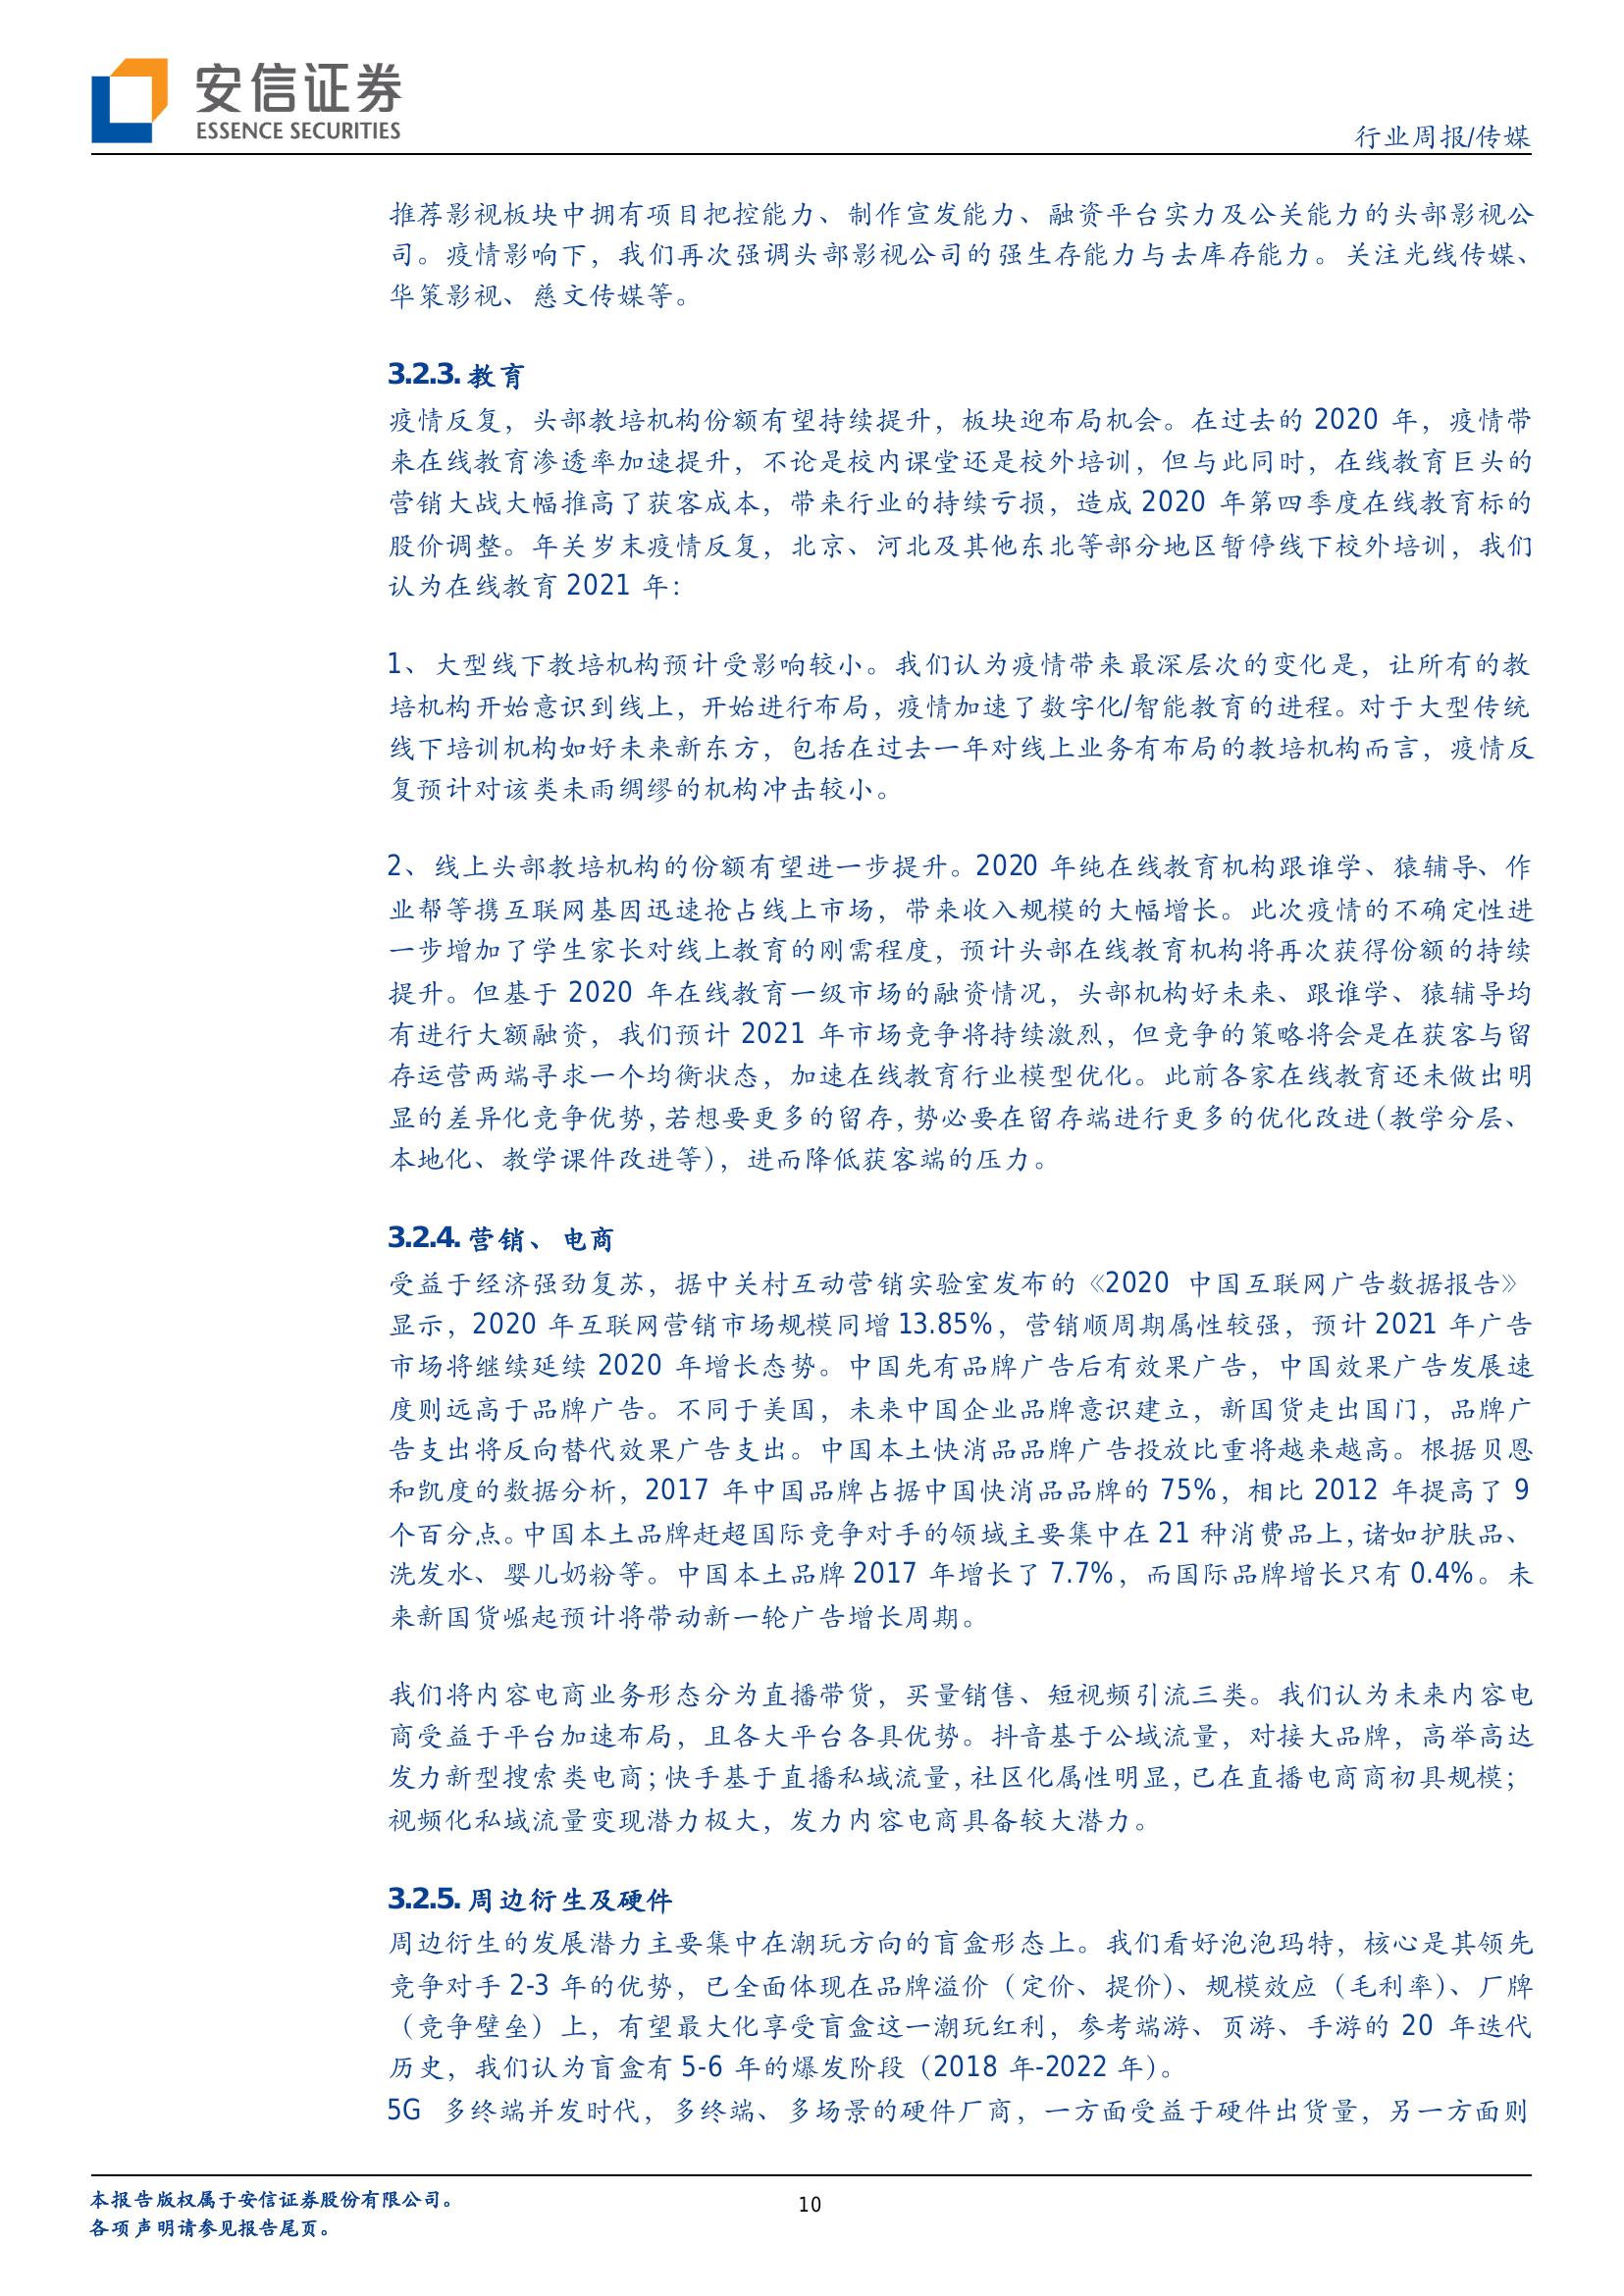 安信证券
ESSENCE SECURITIES
行业周报/传媒
推荐影视板块中拥有项目把控能力、制作宣发能力、融资平台实力及公关能力的头部影视公
司。疫情影响下，我们再次强调头部影视公司的强生存能力与去库存能力。关注光线传媒、
华策影视、慈文传媒等。
3.2.3. 教育
疫情反复，头部教培机构份额有望持续提升，板块迎布局机会。在过去的 2020 年，疫情带
来在线教育渗透率加速提升，不论是校内课堂还是校外培训，但与此同时，在线教育巨头的
营销大战大幅推高了获客成本，带来行业的持续亏损，造成 2020 年第四季度在线教育标的
股价调整。年关岁末疫情反复，北京、河北及其他东北等部分地区暂停线下校外培训，我们
认为在线教育 2021 年：
1、大型线下教培机构预计受影响较小。我们认为疫情带来最深层次的变化是，让所有的教
培机构开始意识到线上，开始进行布局，疫情加速了数字化/智能教育的进程。对于大型传统
线下培训机构如好未来新东方，包括在过去一年对线上业务有布局的教培机构而言，疫情反
复预计对该类未雨绸缪的机构冲击较小。
2、线上头部教培机构的份额有望进一步提升。2020 年纯在线教育机构跟谁学、猿辅导、作
业帮等携互联网基因迅速抢占线上市场，带来收入规模的大幅增长。此次疫情的不确定性进
一步增加了学生家长对线上教育的刚需程度，预计头部在线教育机构将再次获得份额的持续
提升。但基于 2020 年在线教育一级市场的融资情况，头部机构好未来、跟谁学、猿辅导均
有进行大额融资，我们预计 2021 年市场竞争将持续激烈，但竞争的策略将会是在获客与留
存运营两端寻求一个均衡状态，加速在线教育行业模型优化。此前各家在线教育还未做出明
显的差异化竞争优势，若想要更多的留存，势必要在留存端进行更多的优化改进（教学分层、
本地化、教学课件改进等），进而降低获客端的压力。
3.2.4. 营销、电商
受益于经济强劲复苏，据中关村互动营销实验室发布的《2020 中国互联网广告数据报告》
显示，2020 年互联网营销市场规模同增 13.85%，营销顺周期属性较强，预计 2021 年广告
市场将继续延续 2020 年增长态势。中国先有品牌广告后有效果广告，中国效果广告发展速
度则远高于品牌广告。不同于美国，未来中国企业品牌意识建立，新国货走出国门，品牌广
告支出将反向替代效果广告支出。中国本土快消品品牌广告投放比重将越来越高。根据贝恩
和凯度的数据分析，2017 年中国品牌占据中国快消品品牌的 75%，相比 2012 年提高了 9
个百分点。中国本土品牌赶超国际竞争对手的领域主要集中在 21 种消费品上，诸如护肤品、
洗发水、婴儿奶粉等。中国本土品牌 2017 年增长了 7.7%，而国际品牌增长只有 0.4%。未
来新国货崛起预计将带动新一轮广告增长周期。
我们将内容电商业务形态分为直播带货，买量销售、短视频引流三类。我们认为未来内容电
商受益于平台加速布局，且各大平台各具优势。抖音基于公域流量，对接大品牌，高举高达
发力新型搜索类电商；快手基于直播私域流量，社区化属性明显，已在直播电商商初具规模；
视频化私域流量变现潜力极大，发力内容电商具备较大潜力。
3.2.5. 周边衍生及硬件
周边衍生的发展潜力主要集中在潮玩方向的盲盒形态上。我们看好泡泡玛特，核心是其领先
竞争对手 2-3 年的优势，已全面体现在品牌溢价（定价、提价）、规模效应（毛利率）、厂牌
（竞争壁垒）上，有望最大化享受盲盒这一潮玩红利，参考端游、页游、手游的 20 年迭代
历史，我们认为盲盒有 5-6 年的爆发阶段（2018 年-2022 年）。
5G 多终端并发时代，多终端、多场景的硬件厂商，一方面受益于硬件出货量，另一方面则
本报告版权属于安信证券股份有限公司。
10
各项声明请参见报告尾页。